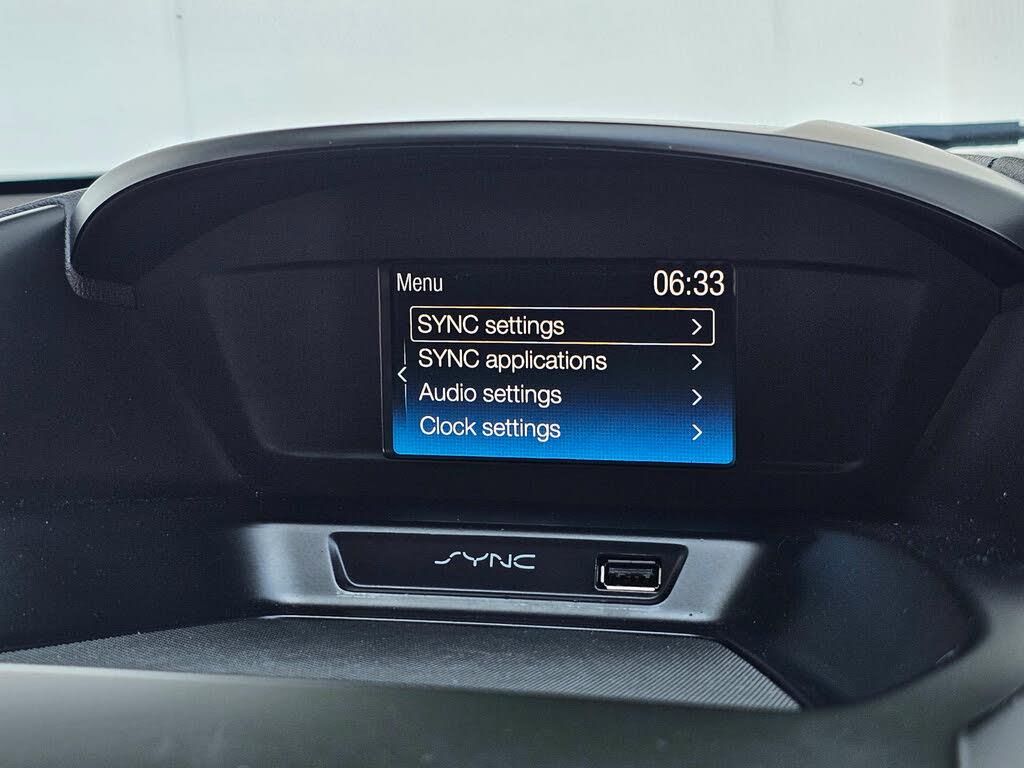 Menu 06:33
SYNC settings
SYNC applications
Audio settings
Clock settings
SYNC